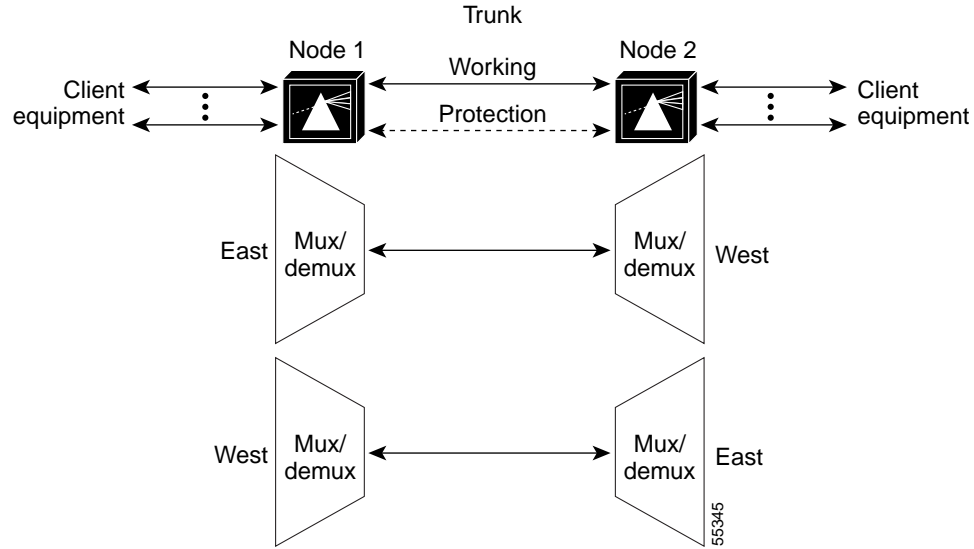 Trunk
Node 1
Node 2
Working
Client
equipment
Protection
Client
equipment
East
Mux/
demux
Mux/
demux
West
West
Mux/
demux
Mux/
demux
East
55345